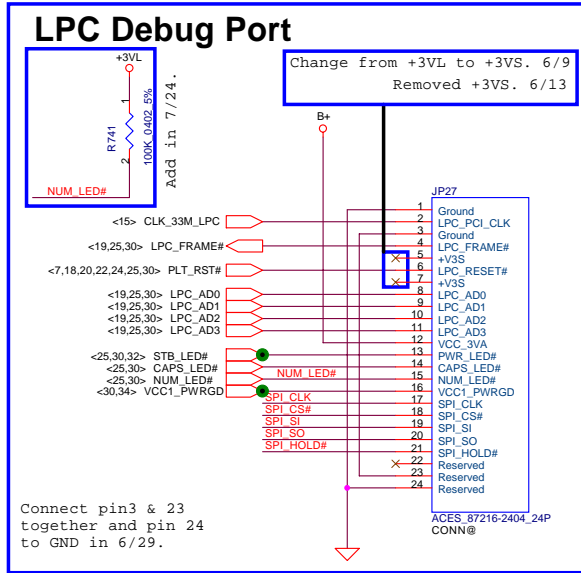 LPC Debug Port
+3VL
1
R741
100K_0402_5%
2
NUM_LED#
Add in 7/24.
Change from +3VL to +3VS. 6/9
Removed +3VS. 6/13
B+
JP27
1 Ground
<15> CLK_33M_LPC 2 LPC_PCI_CLK
3 Ground
<19,25,30> LPC_FRAME# 4 LPC_FRAME#
5 +V3S
<7,18,20,22,24,25,30> PLT_RST# 6 LPC_RESET#
7 +V3S
<19,25,30> LPC_AD0 8 LPC_AD0
<19,25,30> LPC_AD1 9 LPC_AD1
<19,25,30> LPC_AD2 10 LPC_AD2
<19,25,30> LPC_AD3 11 LPC_AD3
12 VCC_3VA
<25,30,32> STB_LED# 13 PWR_LED#
<25,30> CAPS_LED# 14 CAPS_LED#
<25,30> NUM_LED# NUM_LED# 15 NUM_LED#
<30,34> VCC1_PWRGD 16 VCC1_PWRGD
SPI_CLK 17 SPI_CLK
SPI_CS# 18 SPI_CS#
SPI_SI 19 SPI_SI
SPI_SO 20 SPI_SO
SPI_HOLD# 21 SPI_HOLD#
22 Reserved
23 Reserved
24 Reserved
ACES_87216-2404_24P
CONN@
Connect pin3 & 23
together and pin 24
to GND in 6/29.